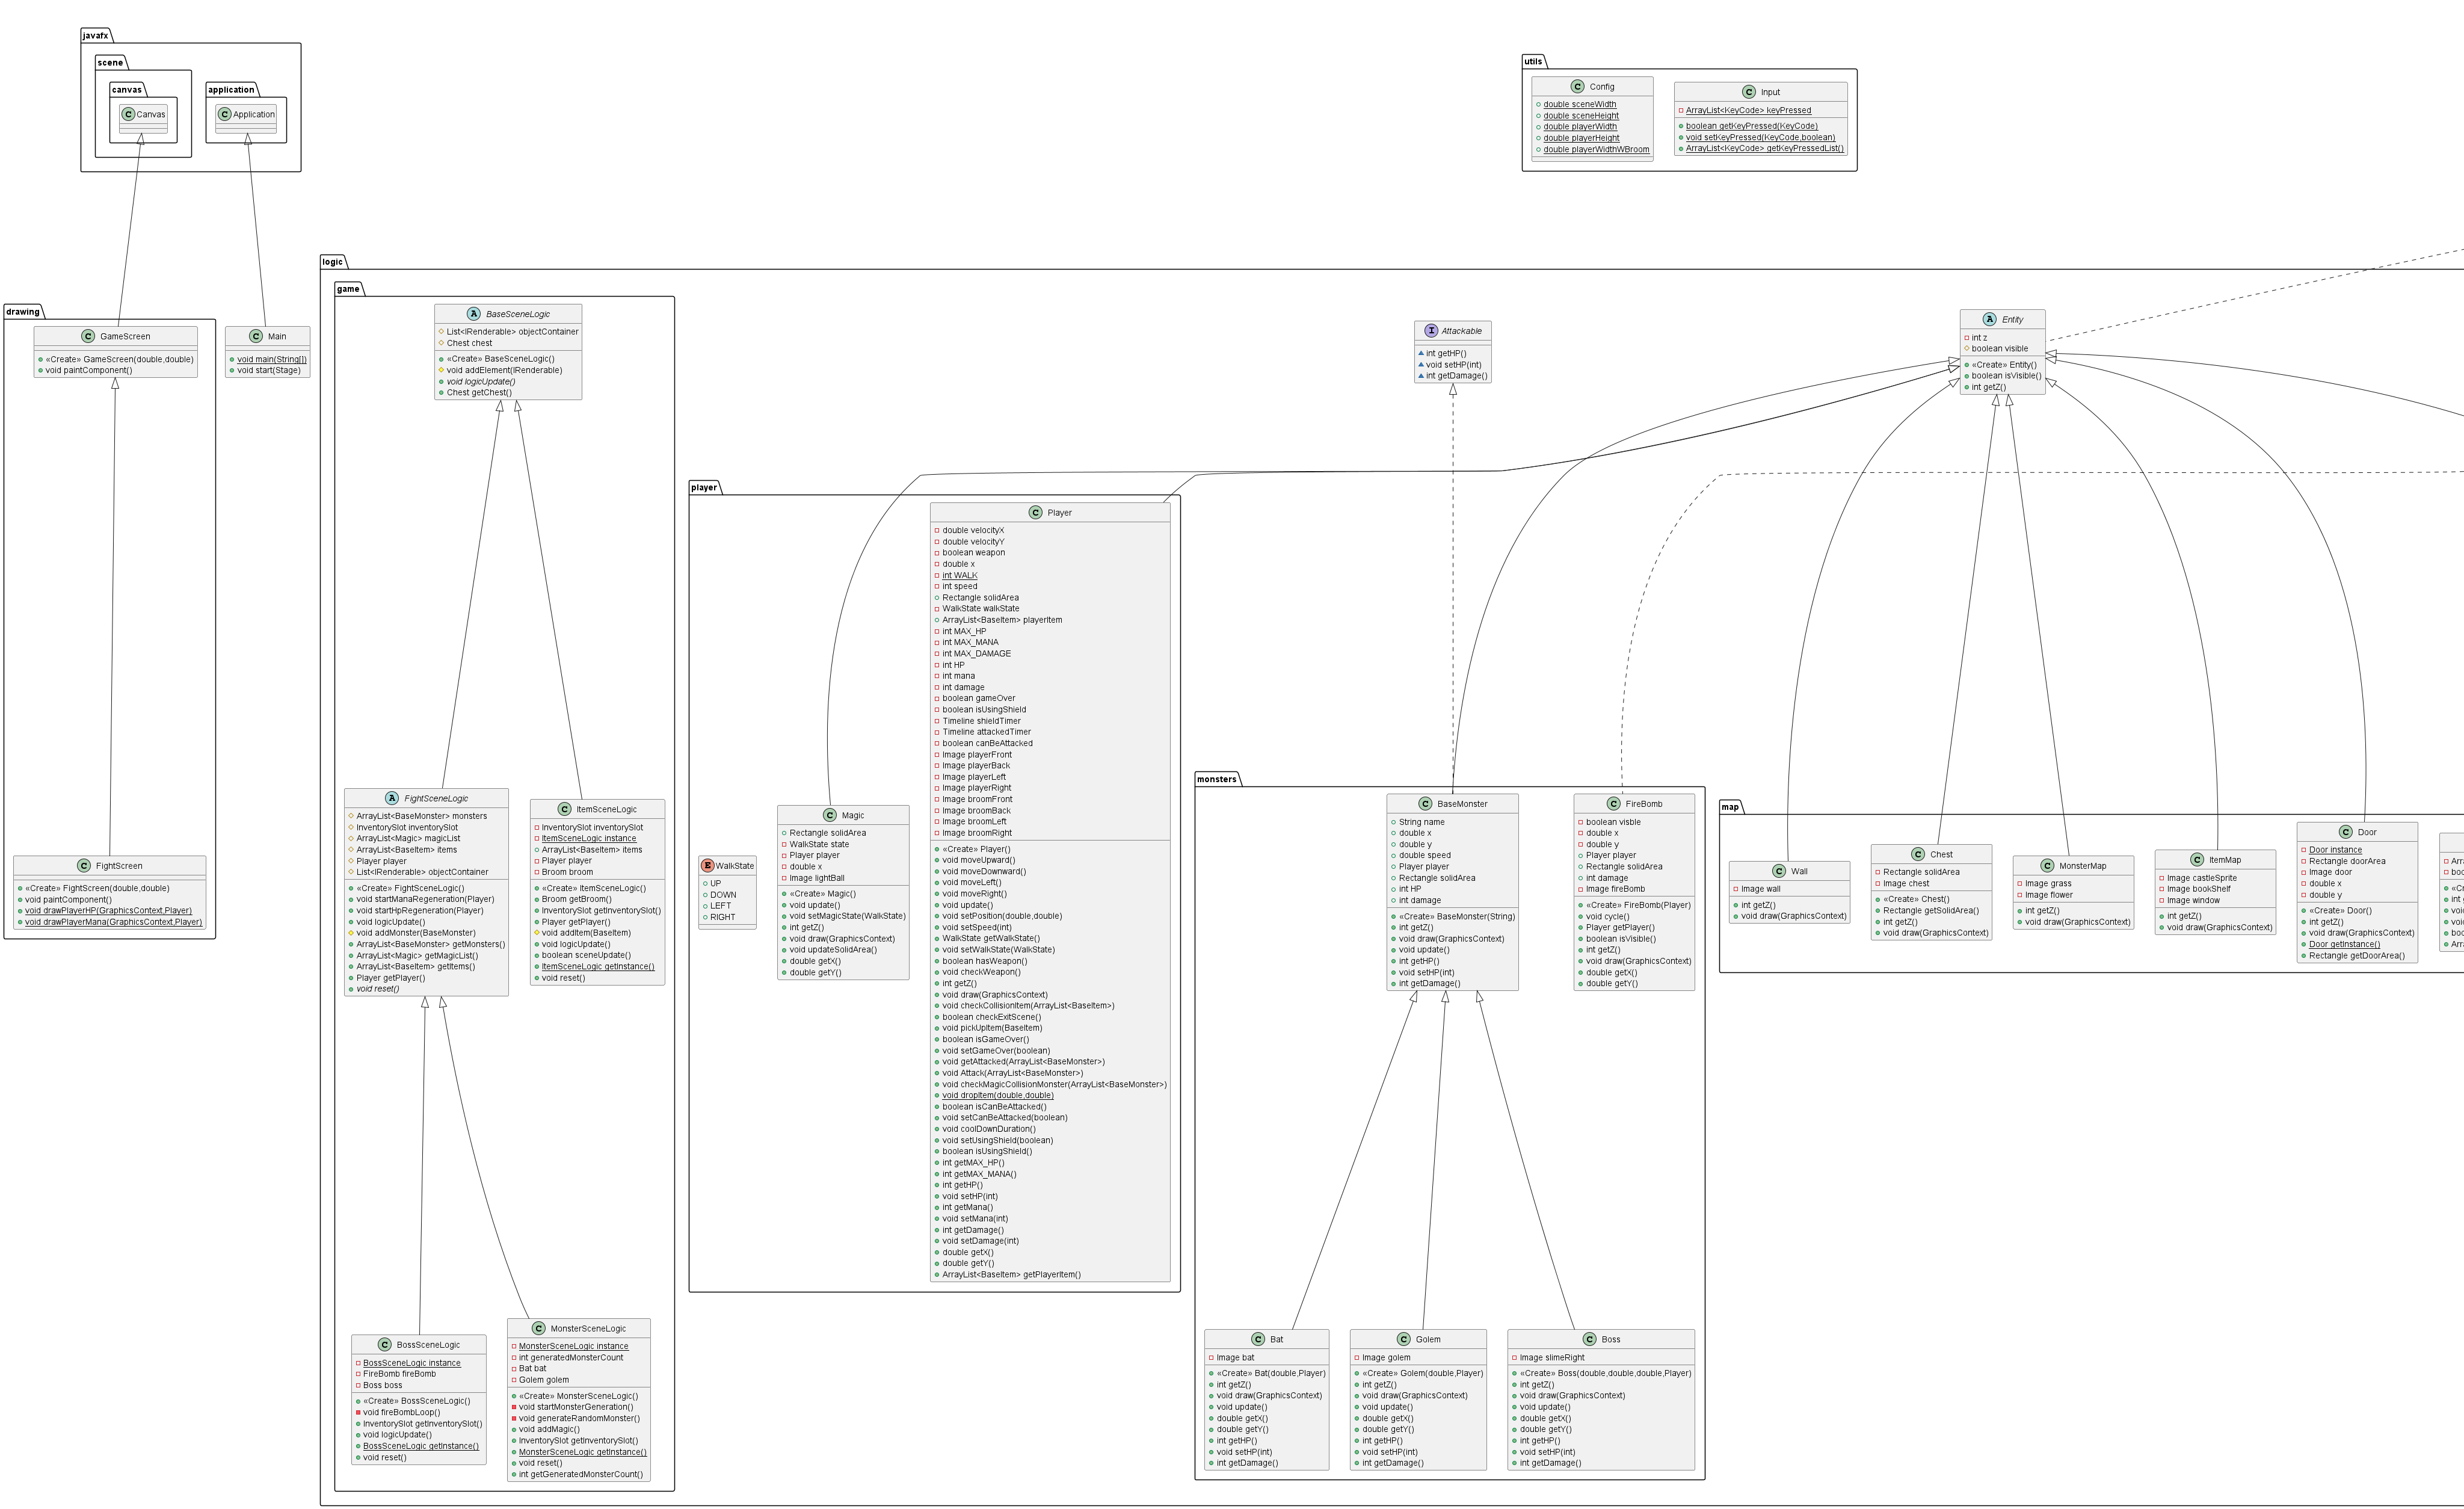 javafx
scene
canvas
Canvas
application
Application
utils
Config
double sceneWidth
double sceneHeight
double playerWidth
double playerHeight
double playerWidthWBroom
Input
ArrayList<KeyCode> keyPressed
boolean getKeyPressed(KeyCode)
void setKeyPressed(KeyCode,boolean)
ArrayList<KeyCode> getKeyPressedList()
drawing
GameScreen
«Create» GameScreen(double,double)
void paintComponent()
Main
void main(String[])
void start(Stage)
FightScreen
«Create» FightScreen(double,double)
void paintComponent()
void drawPlayerHP(GraphicsContext,Player)
void drawPlayerMana(GraphicsContext,Player)
logic
game
BaseSceneLogic
List<IRenderable> objectContainer
Chest chest
«Create» BaseSceneLogic()
void addElement(IRenderable)
void logicUpdate()
Chest getChest()
FightSceneLogic
ArrayList<BaseMonster> monsters
InventorySlot inventorySlot
ArrayList<Magic> magicList
ArrayList<BaseItem> items
Player player
List<IRenderable> objectContainer
«Create» FightSceneLogic()
void startManaRegeneration(Player)
void startHpRegeneration(Player)
void logicUpdate()
void addMonster(BaseMonster)
ArrayList<BaseMonster> getMonsters()
ArrayList<Magic> getMagicList()
ArrayList<BaseItem> getItems()
Player getPlayer()
void reset()
ItemSceneLogic
InventorySlot inventorySlot
ItemSceneLogic instance
ArrayList<BaseItem> items
Player player
Broom broom
«Create» ItemSceneLogic()
Broom getBroom()
InventorySlot getInventorySlot()
Player getPlayer()
void addItem(BaseItem)
void logicUpdate()
boolean sceneUpdate()
ItemSceneLogic getInstance()
void reset()
BossSceneLogic
BossSceneLogic instance
FireBomb fireBomb
Boss boss
«Create» BossSceneLogic()
void fireBombLoop()
InventorySlot getInventorySlot()
void logicUpdate()
BossSceneLogic getInstance()
void reset()
MonsterSceneLogic
MonsterSceneLogic instance
int generatedMonsterCount
Bat bat
Golem golem
«Create» MonsterSceneLogic()
void startMonsterGeneration()
void generateRandomMonster()
void addMagic()
InventorySlot getInventorySlot()
MonsterSceneLogic getInstance()
void reset()
int getGeneratedMonsterCount()
player
WalkState
UP
DOWN
LEFT
RIGHT
Magic
Rectangle solidArea
WalkState state
Player player
double x
Image lightBall
«Create» Magic()
void update()
void setMagicState(WalkState)
int getZ()
void draw(GraphicsContext)
void updateSolidArea()
double getX()
double getY()
Player
double velocityX
double velocityY
boolean weapon
double x
int WALK
int speed
Rectangle solidArea
WalkState walkState
ArrayList<BaseItem> playerItem
int MAX_HP
int MAX_MANA
int MAX_DAMAGE
int HP
int mana
int damage
boolean gameOver
boolean isUsingShield
Timeline shieldTimer
Timeline attackedTimer
boolean canBeAttacked
Image playerFront
Image playerBack
Image playerLeft
Image playerRight
Image broomFront
Image broomBack
Image broomLeft
Image broomRight
«Create» Player()
void moveUpward()
void moveDownward()
void moveLeft()
void moveRight()
void update()
void setPosition(double,double)
void setSpeed(int)
WalkState getWalkState()
void setWalkState(WalkState)
boolean hasWeapon()
void checkWeapon()
int getZ()
void draw(GraphicsContext)
void checkCollisionItem(ArrayList<BaseItem>)
boolean checkExitScene()
void pickUpItem(BaseItem)
boolean isGameOver()
void setGameOver(boolean)
void getAttacked(ArrayList<BaseMonster>)
void Attack(ArrayList<BaseMonster>)
void checkMagicCollisionMonster(ArrayList<BaseMonster>)
void dropItem(double,double)
boolean isCanBeAttacked()
void setCanBeAttacked(boolean)
void coolDownDuration()
void setUsingShield(boolean)
boolean isUsingShield()
int getMAX_HP()
int getMAX_MANA()
int getHP()
void setHP(int)
int getMana()
void setMana(int)
int getDamage()
void setDamage(int)
double getX()
double getY()
ArrayList<BaseItem> getPlayerItem()
Attackable
int getHP()
void setHP(int)
int getDamage()
Entity
int z
boolean visible
«Create» Entity()
boolean isVisible()
int getZ()
monsters
BaseMonster
String name
double x
double y
double speed
Player player
Rectangle solidArea
int HP
int damage
«Create» BaseMonster(String)
int getZ()
void draw(GraphicsContext)
void update()
int getHP()
void setHP(int)
int getDamage()
FireBomb
boolean visble
double x
double y
Player player
Rectangle solidArea
int damage
Image fireBomb
«Create» FireBomb(Player)
void cycle()
Player getPlayer()
boolean isVisible()
int getZ()
void draw(GraphicsContext)
double getX()
double getY()
Bat
Image bat
«Create» Bat(double,Player)
int getZ()
void draw(GraphicsContext)
void update()
double getX()
double getY()
int getHP()
void setHP(int)
int getDamage()
Golem
Image golem
«Create» Golem(double,Player)
int getZ()
void draw(GraphicsContext)
void update()
double getX()
double getY()
int getHP()
void setHP(int)
int getDamage()
Boss
Image slimeRight
«Create» Boss(double,double,double,Player)
int getZ()
void draw(GraphicsContext)
void update()
double getX()
double getY()
int getHP()
void setHP(int)
int getDamage()
map
Wall
Image wall
int getZ()
void draw(GraphicsContext)
Chest
Rectangle solidArea
Image chest
«Create» Chest()
Rectangle getSolidArea()
int getZ()
void draw(GraphicsContext)
MonsterMap
Image grass
Image flower
int getZ()
void draw(GraphicsContext)
ItemMap
Image castleSprite
Image bookShelf
Image window
int getZ()
void draw(GraphicsContext)
Door
Door instance
Rectangle doorArea
Image door
double x
double y
«Create» Door()
int getZ()
void draw(GraphicsContext)
Door getInstance()
Rectangle getDoorArea()